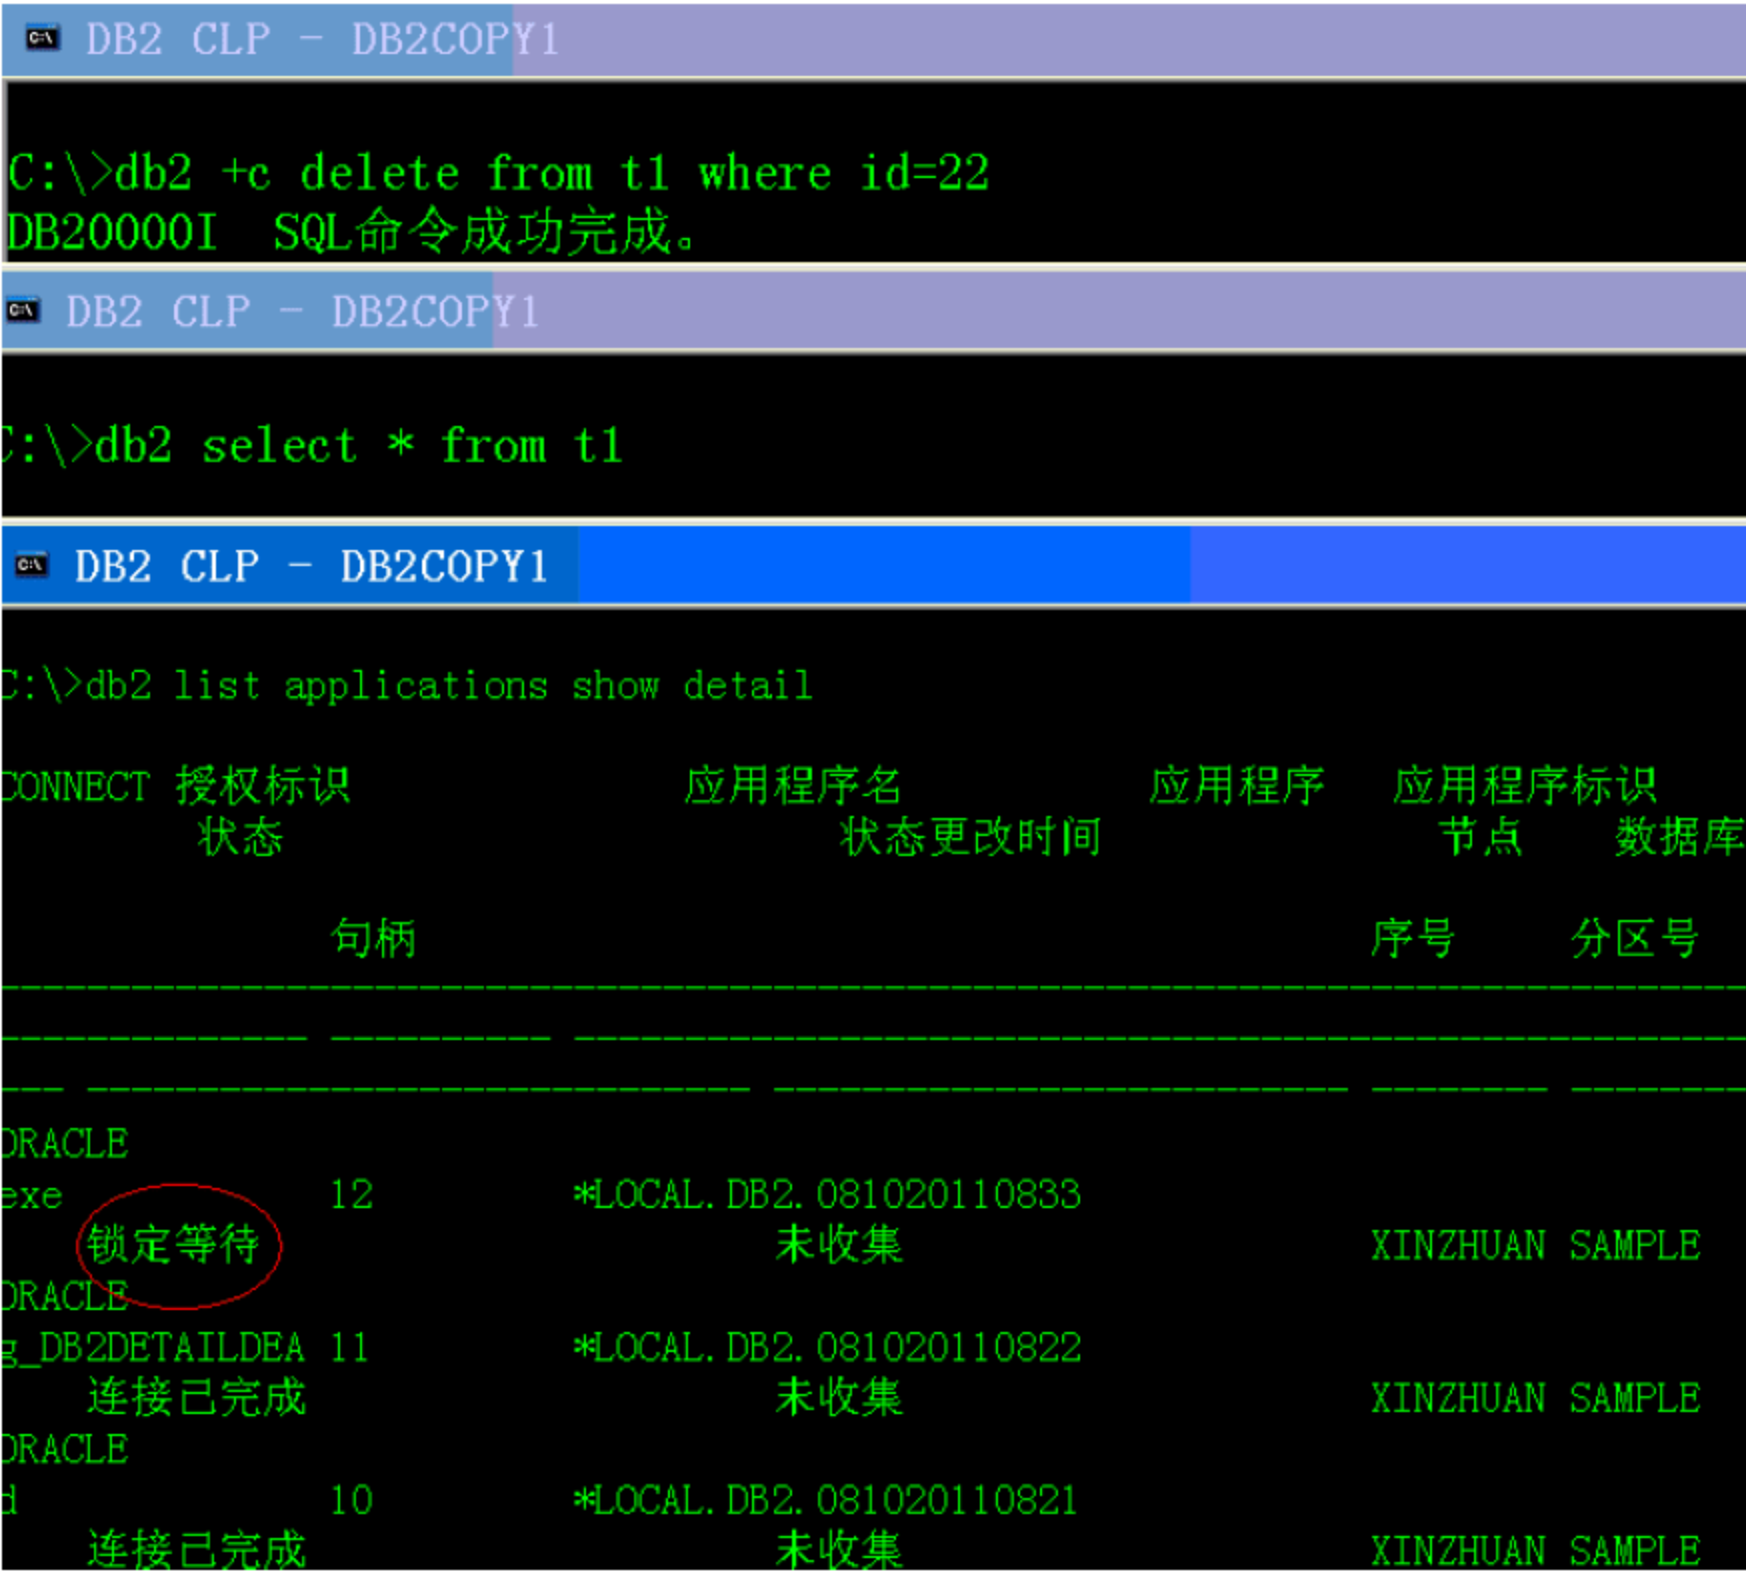 DB2 CLP - DB2COPY1
C:\>db2 +c delete from t1 where id=22
DB20000I SQL命令成功完成。
DB2 CLP - DB2COPY1
C:\>db2 select * from t1
DB2 CLP - DB2COPY1
C:\>db2 list applications show detail
CONNECT 授权标识 应用程序名 应用程序 应用程序标识
状态 状态更改时间 节点 数据库
句柄 序号 分区号
ORACLE
exe 12 *LOCAL.DB2.081020110833
锁定等待 未收集 XINZHUAN SAMPLE
ORACLE
g_DB2DETAILDEA 11 *LOCAL.DB2.081020110822
连接已完成 未收集 XINZHUAN SAMPLE
ORACLE
d 10 *LOCAL.DB2.081020110821
连接已完成 未收集 XINZHUAN SAMPLE